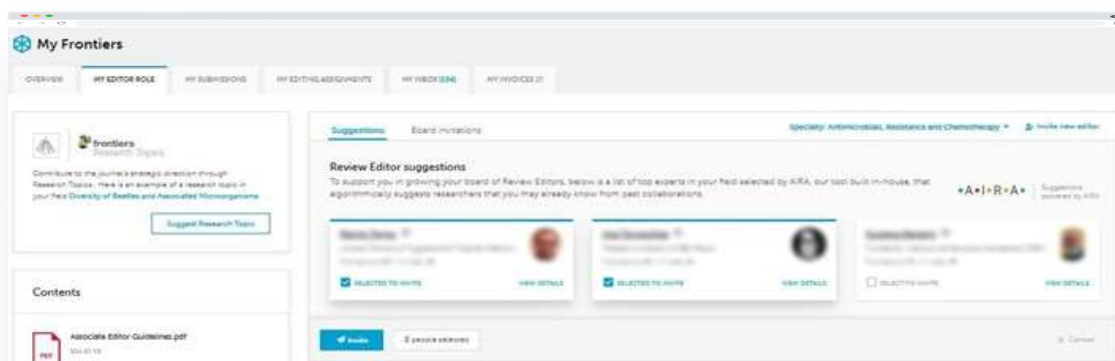 My Frontiers
OVERVIEW
MY EDITOR ROLE
MY SUBMISSIONS
MY EDITING ASSIGNMENTS
MY INBOX
MY INVOICES
frontiers
Research Topics
Contribute to the journal's strategic direction through
Research Topics. Here is an example of a research topic in
your field Diversity of Beetles and Associated Microorganisms
Suggest Research Topic
Contents
Associate Editor Guidelines.pdf
PDF
Suggestions
Board invitations
Specialty: Antimicrobials, Resistance and Chemotherapy
Invite new editor
Review Editor suggestions
To support you in growing your board of Review Editors, below is a list of top experts in your field selected by AIRA, our tool built in-house, that
algorithmically suggests researchers that you may already know from past collaborations.
A•I•R•A
Suggestions
powered by AIRA
SELECTED TO INVITE
VIEW DETAILS
SELECTED TO INVITE
VIEW DETAILS
SELECT TO INVITE
VIEW DETAILS
Invite
2 people selected
Cancel